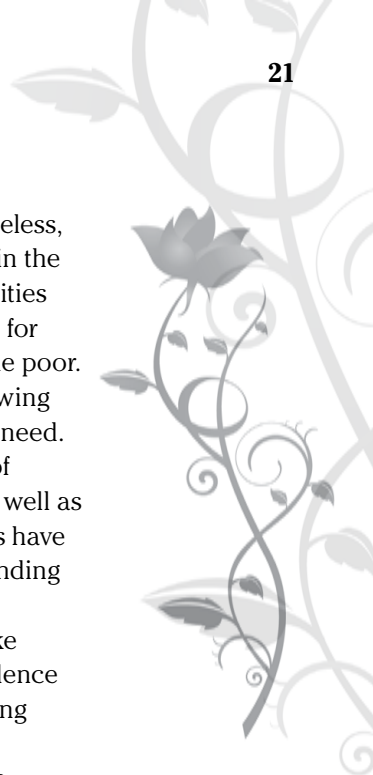 21
eless,
in the
ities
for
e poor.
wing
need.
of
well as
s have
nding
ke
lence
ng